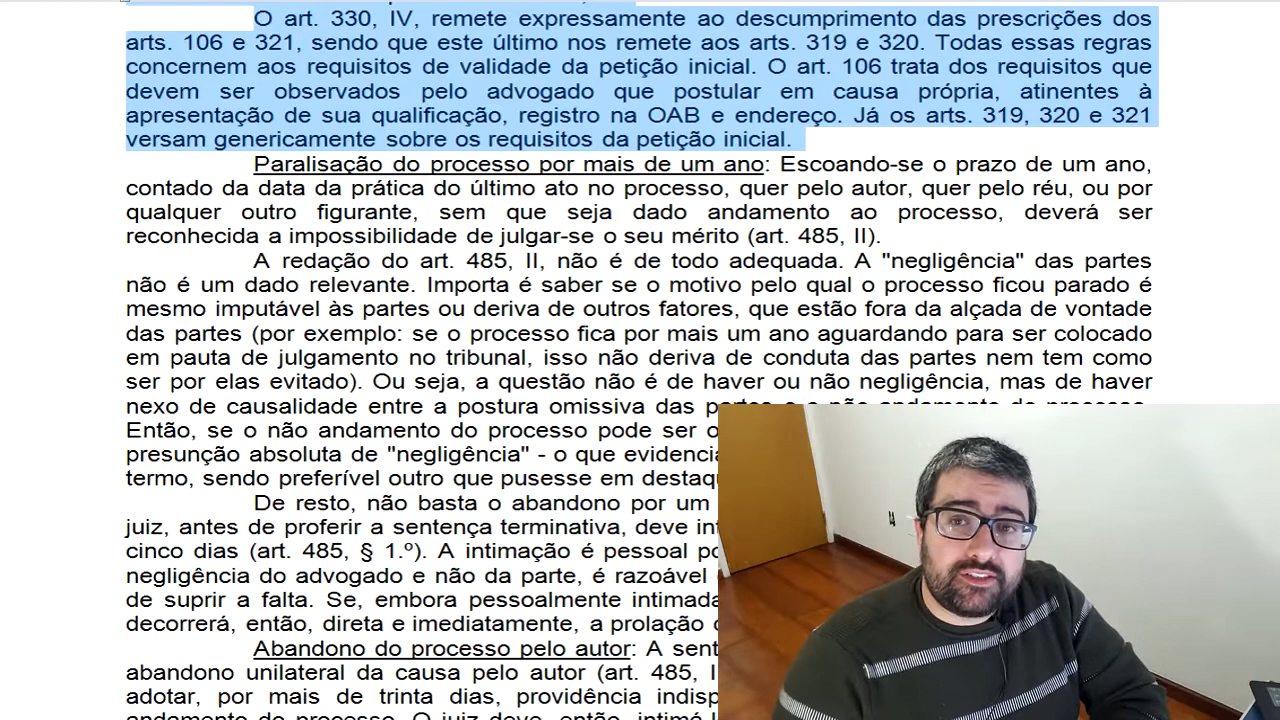 O art. 330, IV, remete expressamente ao descumprimento das prescrições dos
arts. 106 e 321, sendo que este último nos remete aos arts. 319 e 320. Todas essas regras
concernem aos requisitos de validade da petição inicial. O art. 106 trata dos requisitos que
devem ser observados pelo advogado que postular em causa própria, atinentes à
apresentação de sua qualificação, registro na OAB e endereço. Já os arts. 319, 320 e 321
versam genericamente sobre os requisitos da petição inicial.
Paralisação do processo por mais de um ano: Escoando-se o prazo de um ano,
contado da data da prática do último ato no processo, quer pelo autor, quer pelo réu, ou por
qualquer outro figurante, sem que seja dado andamento ao processo, deverá ser
reconhecida a impossibilidade de julgar-se o seu mérito (art. 485, II).
A redação do art. 485, II, não é de todo adequada. A "negligência" das partes
não é um dado relevante. Importa é saber se o motivo pelo qual o processo ficou parado é
mesmo imputável às partes ou deriva de outros fatores, que estão fora da alçada de vontade
das partes (por exemplo: se o processo fica por mais um ano aguardando para ser colocado
em pauta de julgamento no tribunal, isso não deriva de conduta das partes nem tem como
ser por elas evitado). Ou seja, a questão não é de haver ou não negligência, mas de haver
nexo de causalidade entre a postura omissiva das partes e o não andamento do processo.
Então, se o não andamento do processo pode ser
presunção absoluta de "negligência" - o que evidencia
termo, sendo preferível outro que pusesse em
De resto, não basta o abandono por um
juiz, antes de proferir a sentença terminativa, deve
cinco dias (art. 485, § 1.º). A intimação é pessoal
negligência do advogado e não da parte, é razoável
de suprir a falta. Se, embora pessoalmente
decorrerá, então, direta e imediatamente, a prolação
Abandono do processo pelo autor: A
abandono unilateral da causa pelo autor (art. 485,
adotar, por mais de trinta dias, providência
andamento do processo. O juiz deve, então,